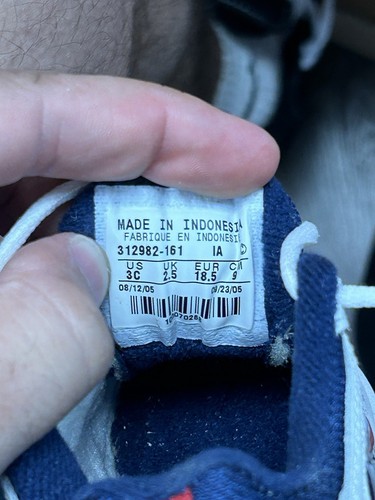 MADE IN INDONESIA
FABRIQUE EN INDONESIE
312982-161 IA ©
US UK EUR CM
3C 2.5 18.5 9
08/12/05 09/23/05